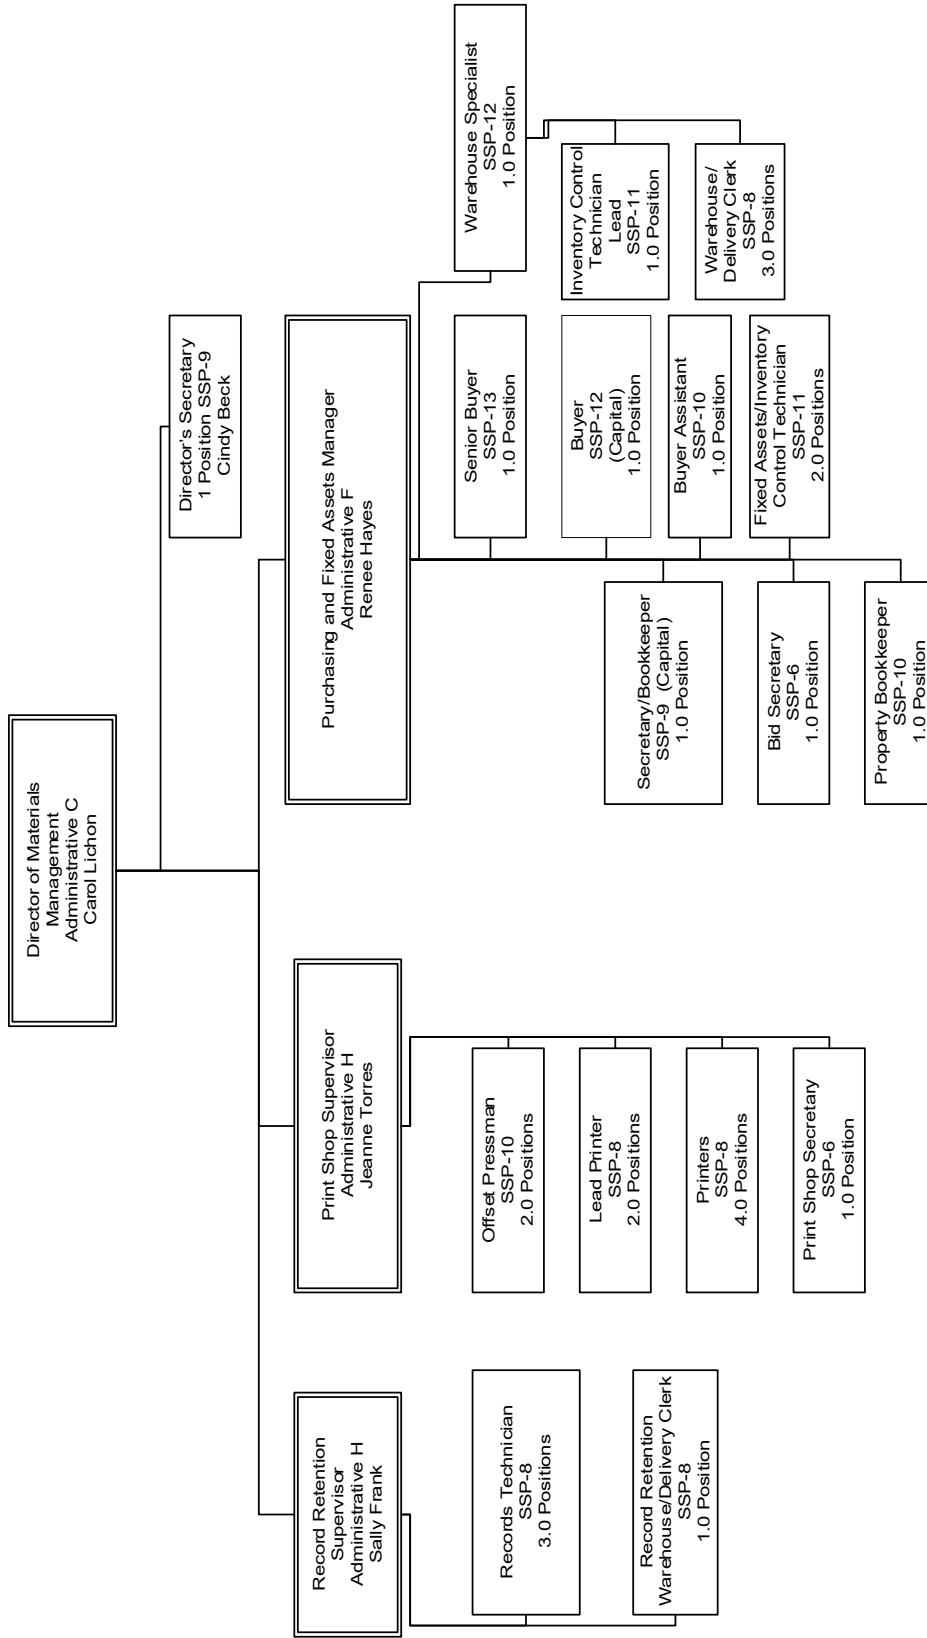 Director of Materials
Management
Administrative C
Carol Lichon
Director's Secretary
1 Position SSP-9
Cindy Beck
Record Retention
Supervisor
Administrative H
Sally Frank
Print Shop Supervisor
Administrative H
Jeanne Torres
Purchasing and Fixed Assets Manager
Administrative F
Renee Hayes
Records Technician
SSP-8
3.0 Positions
Record Retention
Warehouse/Delivery Clerk
SSP-8
1.0 Position
Offset Pressman
SSP-10
2.0 Positions
Lead Printer
SSP-8
2.0 Positions
Printers
SSP-8
4.0 Positions
Print Shop Secretary
SSP-6
1.0 Position
Secretary/Bookkeeper
SSP-9 (Capital)
1.0 Position
Bid Secretary
SSP-6
1.0 Position
Property Bookkeeper
SSP-10
1.0 Position
Senior Buyer
SSP-13
1.0 Position
Buyer
SSP-12
(Capital)
1.0 Position
Buyer Assistant
SSP-10
1.0 Position
Fixed Assets/Inventory
Control Technician
SSP-11
2.0 Positions
Warehouse Specialist
SSP-12
1.0 Position
Inventory Control
Technician
Lead
SSP-11
1.0 Position
Warehouse/
Delivery Clerk
SSP-8
3.0 Positions